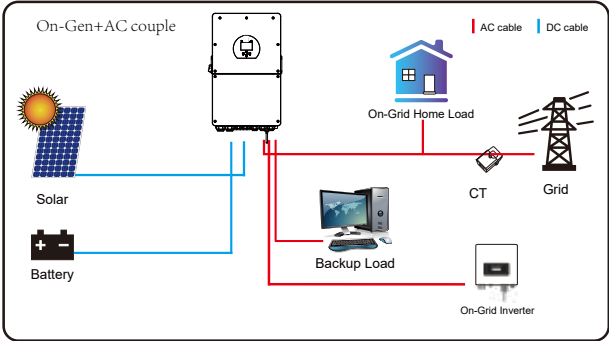 On-Gen+AC couple
AC cable
DC cable
On-Grid Home Load
Solar
CT
Grid
Battery
Backup Load
On-Grid Inverter